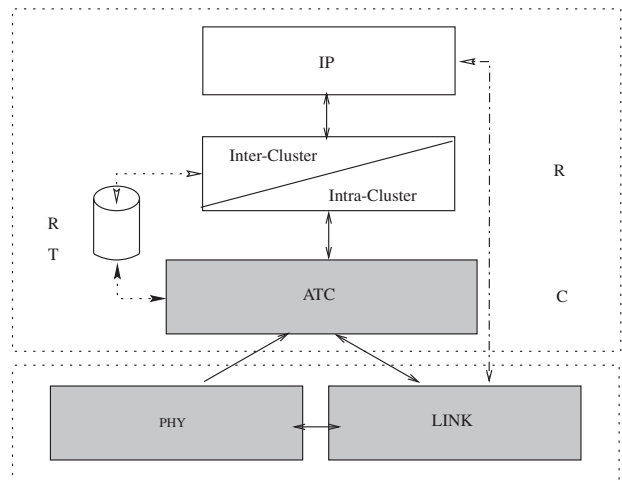 IP
Inter-Cluster
Intra-Cluster
R
R
T
ATC
C
PHY
LINK